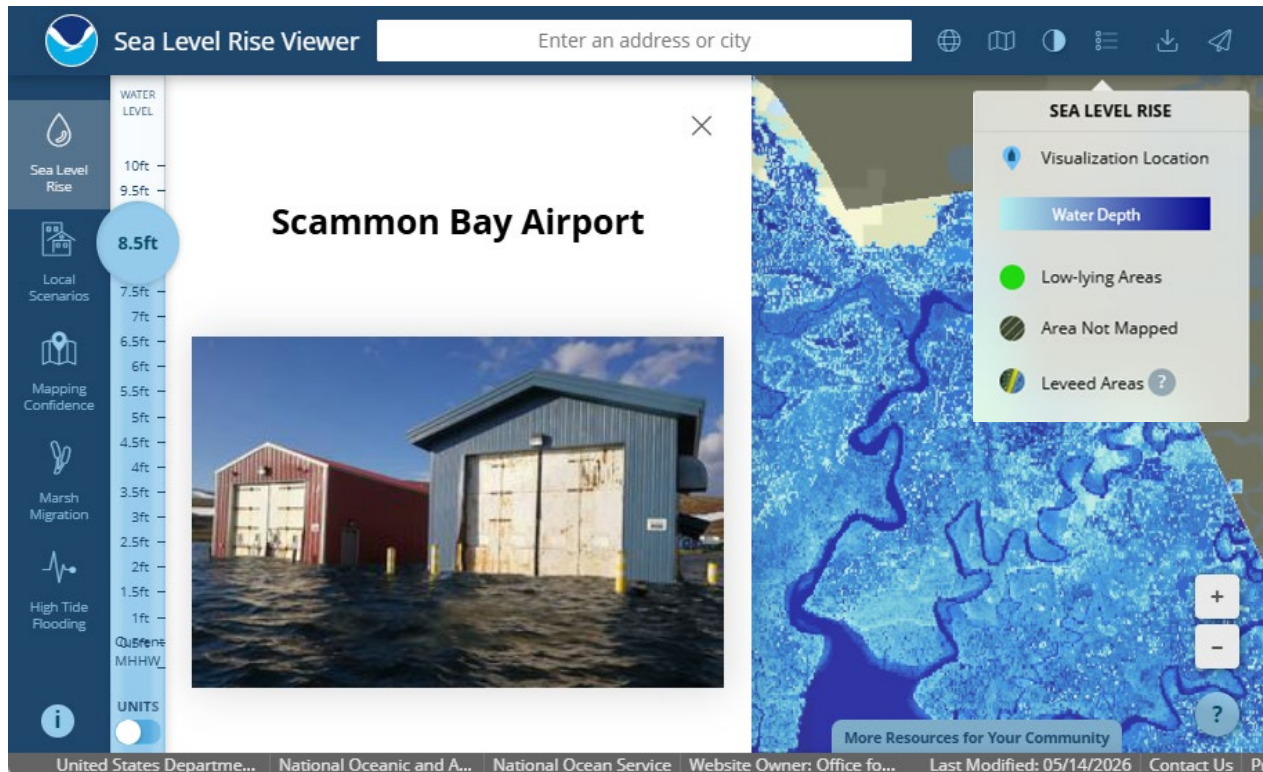 Sea Level Rise Viewer
Enter an address or city
Sea Level
Rise
Local
Scenarios
Mapping
Confidence
Marsh
Migration
High Tide
Flooding
WATER
LEVEL
10ft
9.5ft
8.5ft
7.5ft
7ft
6.5ft
6ft
5.5ft
5ft
4.5ft
4ft
3.5ft
3ft
2.5ft
2ft
1.5ft
1ft
0.5ft
Current
MHHW
UNITS
Scammon Bay Airport
SEA LEVEL RISE
Visualization Location
Water Depth
Low-lying Areas
Area Not Mapped
Leveed Areas ?
+
−
?
More Resources for Your Community
i
United States Departme... National Oceanic and A... National Ocean Service Website Owner: Office fo... Last Modified: 05/14/2026 Contact Us